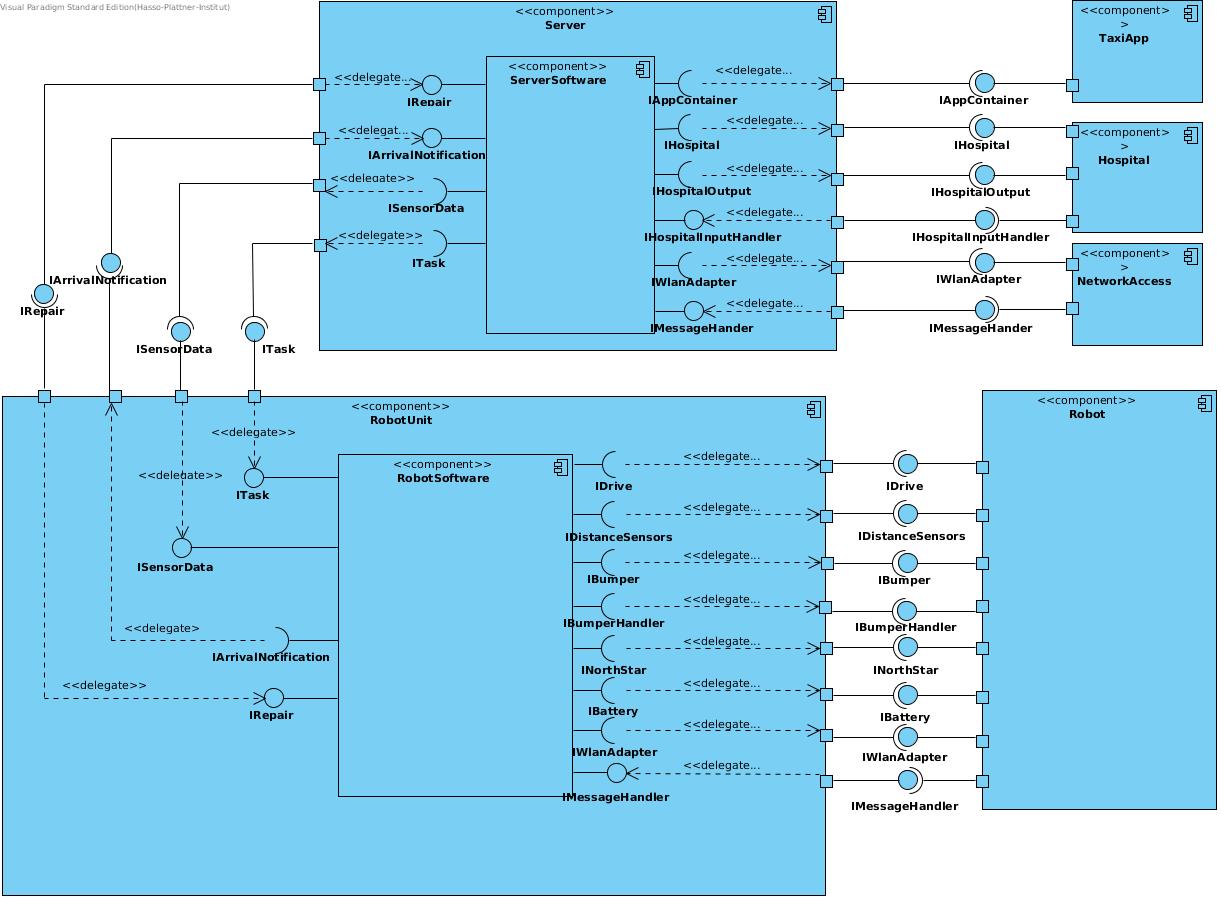 Visual Paradigm Standard Edition(Hasso-Plattner-Institut)
<<component>>
Server
<<component>>
ServerSoftware
<<delegate...
IRepair
<<delegat...
IArrivalNotification
<<delegate>>
ISensorData
<<delegate>>
ITask
<<delegate...
IAppContainer
<<delegate...
IHospital
<<delegate...
IHospitalOutput
<<delegate...
IHospitalInputHandler
<<delegate...
IWlanAdapter
<<delegate...
IMessageHander
IAppContainer
IHospital
IHospitalOutput
IHospitalInputHandler
IWlanAdapter
IMessageHander
<<component>
>
TaxiApp
<<component>
>
Hospital
<<component>
>
NetworkAccess
IArrivalNotification
IRepair
ISensorData
ITask
<<component>>
RobotUnit
<<delegate>>
<<delegate>>
ITask
ISensorData
<<delegate>
IArrivalNotification
<<delegate>>
IRepair
<<component>>
RobotSoftware
<<delegate...
IDrive
<<delegate...
IDistanceSensors
<<delegate...
IBumper
<<delegate...
IBumperHandler
<<delegate...
INorthStar
<<delegate...
IBattery
<<delegate...
IWlanAdapter
<<delegate...
IMessageHandler
IDrive
IDistanceSensors
IBumper
IBumperHandler
INorthStar
IBattery
IWlanAdapter
IMessageHandler
<<component>>
Robot